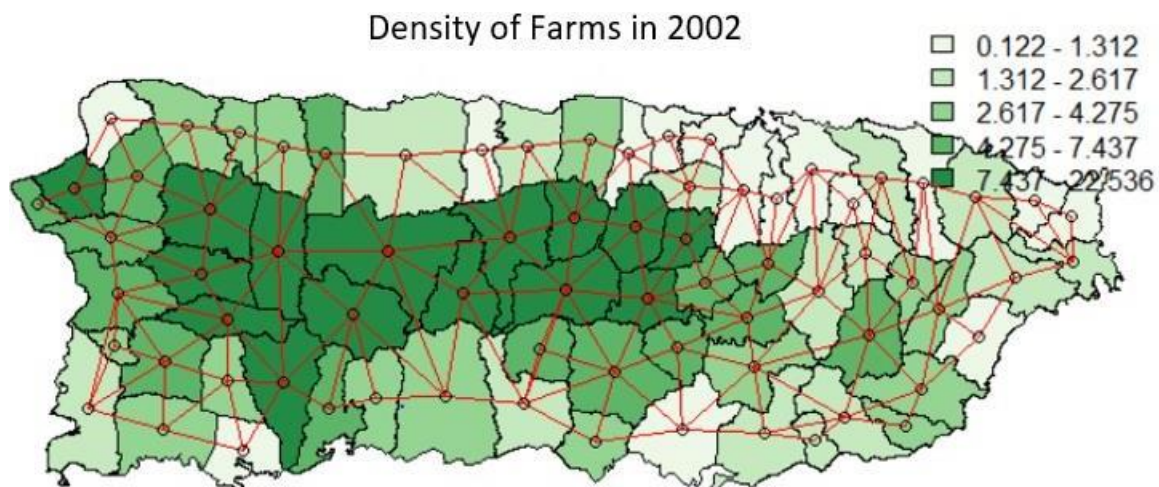 Density of Farms in 2002
0.122 - 1.312
1.312 - 2.617
2.617 - 4.275
4.275 - 7.437
7.437 - 22.536